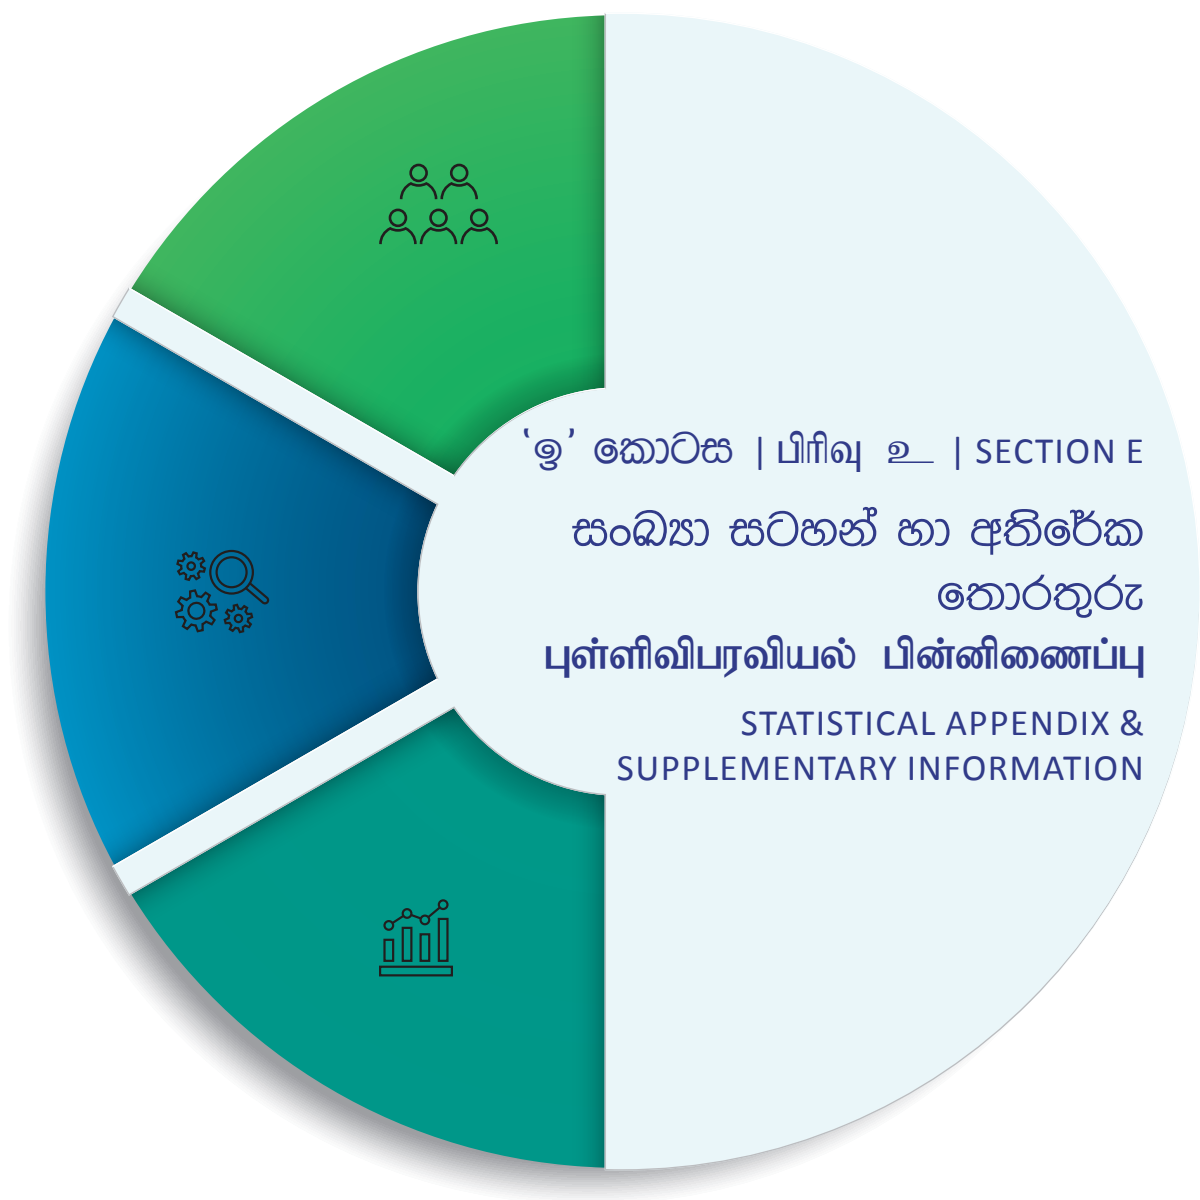 ‘ඉ’ කොටස | பிரிவு உ | SECTION E
සංඛ්‍යා සටහන් හා අතිරේක
තොරතුරු
புள்ளிவிபரவியல் பின்னிணைப்பு
STATISTICAL APPENDIX &
SUPPLEMENTARY INFORMATION